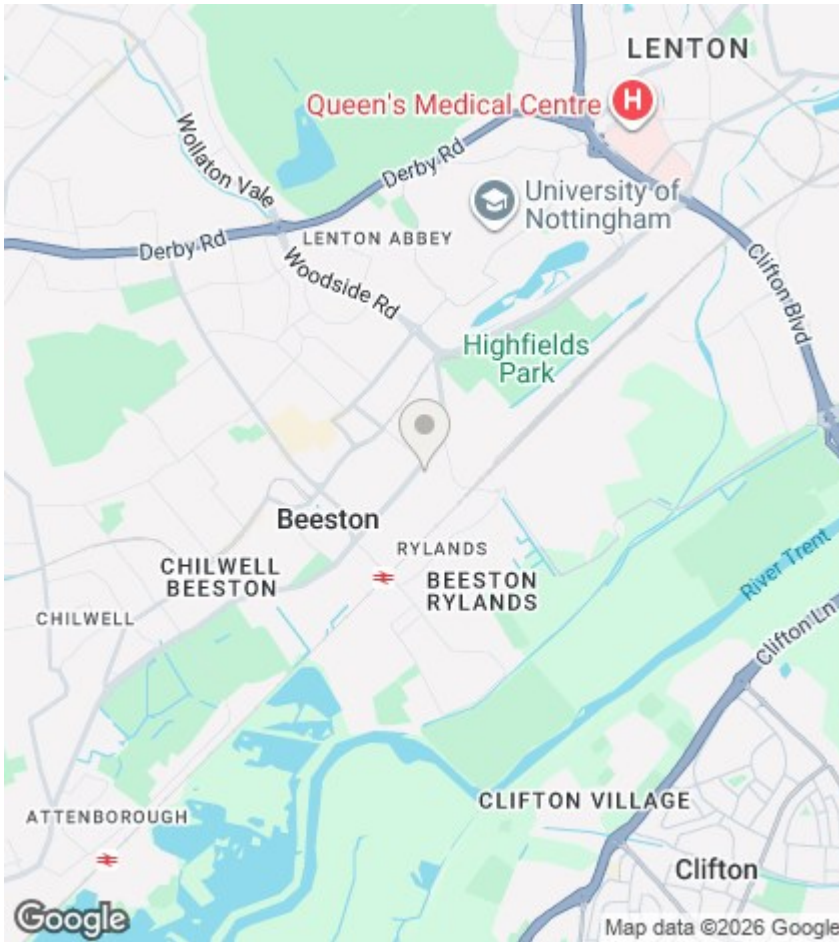 LENTON
Queen's Medical Centre
H
Wollaton Vale
Derby Rd
University of
Nottingham
Derby Rd
LENTON ABBEY
Woodside Rd
Clifton Blvd
Highfields
Park
Beeston
RYLANDS
CHILWELL
BEESTON
BEESTON
RYLANDS
River Trent
CHILWELL
Clifton Ln
CLIFTON VILLAGE
ATTENBOROUGH
Clifton
Google
Map data ©2026 Google